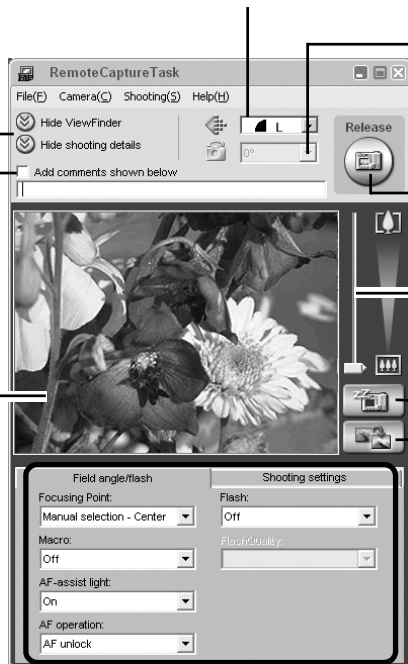 RemoteCaptureTask
File(F) Camera(C) Shooting(S) Help(H)
Hide ViewFinder
L
Release
Hide shooting details
0°
Add comments shown below
Field angle/flash
Shooting settings
Focusing Point:
Flash:
Manual selection - Center
Off
Macro:
FlashQuality:
Off
AF-assist light:
On
AF operation:
AF unlock